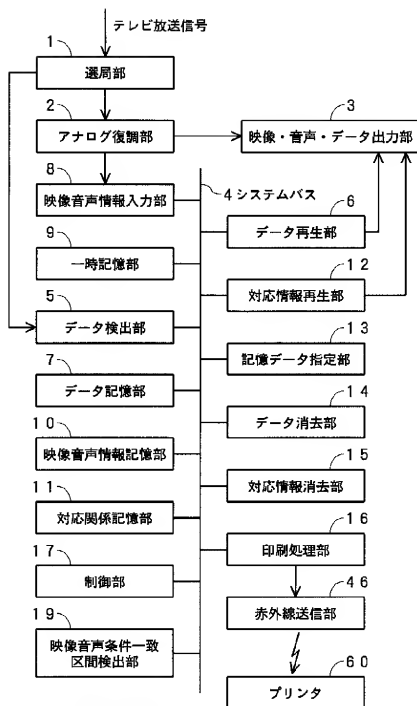 テレビ放送信号
1
選局部
2
アナログ復調部
3
映像・音声・データ出力部
8
映像音声情報入力部
4システムバス
6
データ再生部
9
一時記憶部
12
対応情報再生部
5
データ検出部
13
記憶データ指定部
7
データ記憶部
14
データ消去部
10
映像音声情報記憶部
15
対応情報消去部
11
対応関係記憶部
16
印刷処理部
17
制御部
46
赤外線送信部
19
映像音声条件一致
区間検出部
60
プリンタ